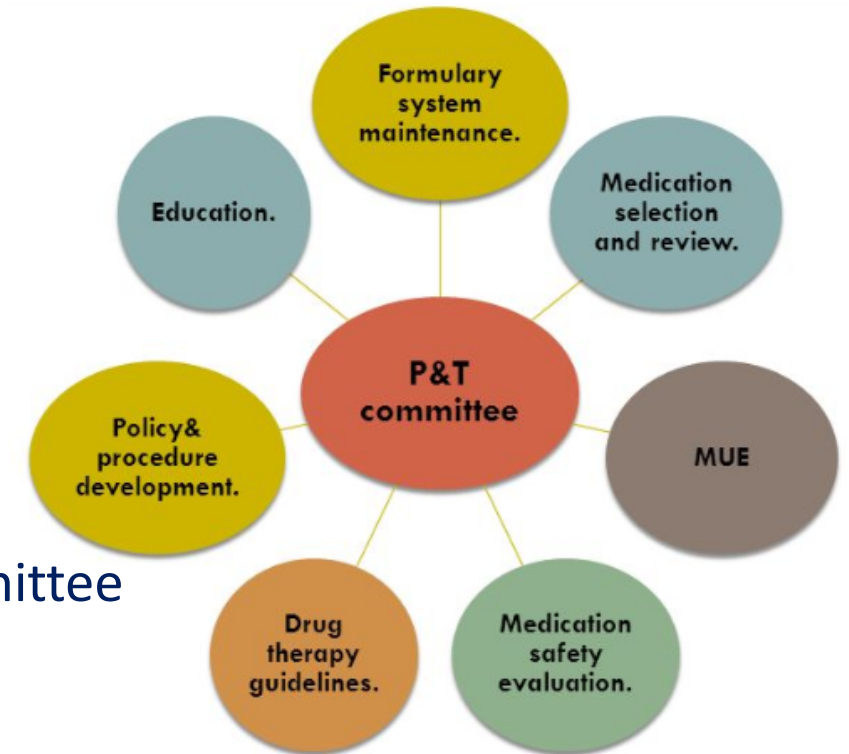 Formulary
system
maintenance.
Education.
Medication
selection
and review.
P&T
committee
Policy&
procedure
development.
MUE
mittee
Drug
therapy
guidelines.
Medication
safety
evaluation.